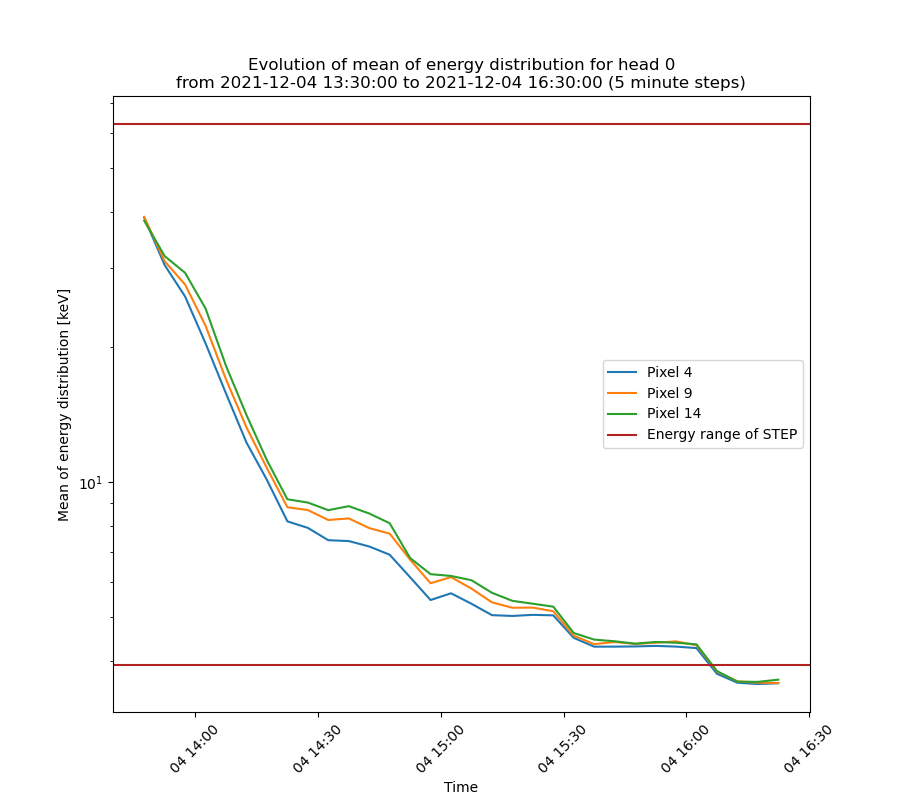 Evolution of mean of energy distribution for head 0
from 2021-12-04 13:30:00 to 2021-12-04 16:30:00 (5 minute steps)
Mean of energy distribution [keV]
10¹
Pixel 4
Pixel 9
Pixel 14
Energy range of STEP
04 14:00
04 14:30
04 15:00
04 15:30
04 16:00
04 16:30
Time